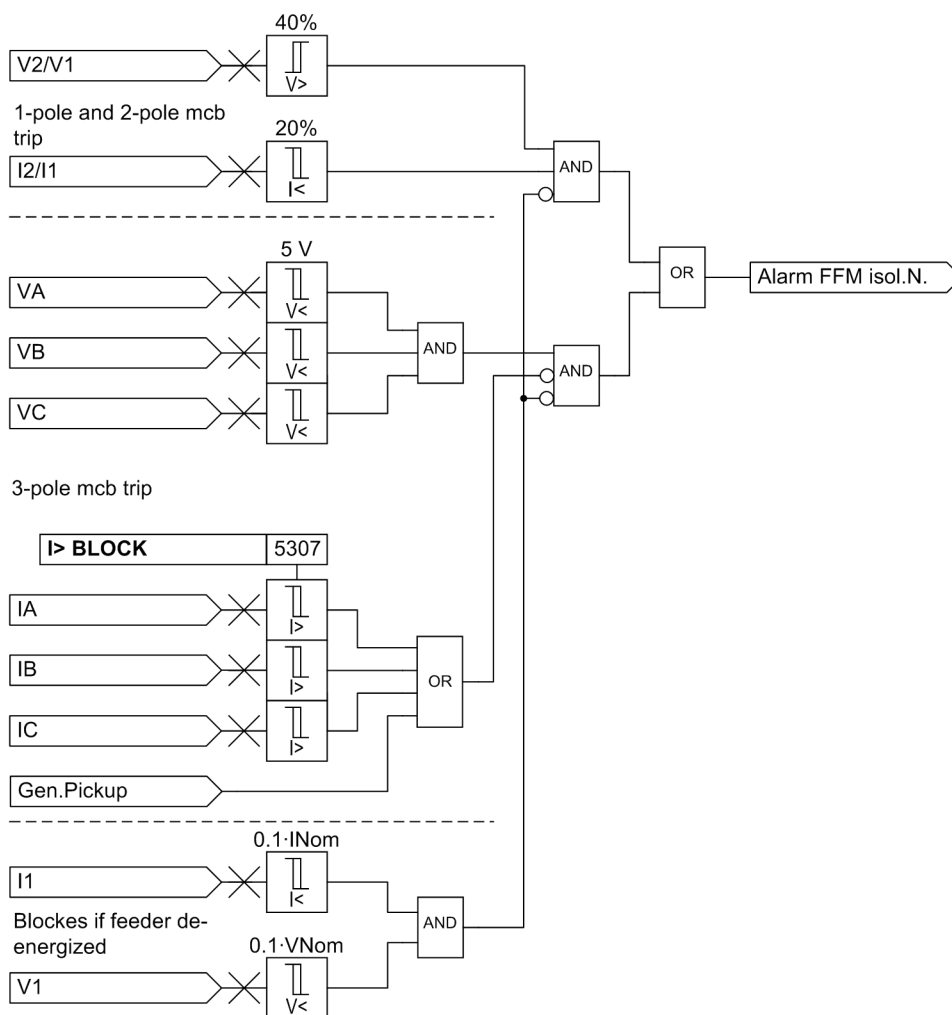 40%
V2/V1
V>
1-pole and 2-pole mcb
trip
20%
I2/I1
I<
AND
5 V
VA
V<
VB
V<
VC
V<
AND
AND
OR
Alarm FFM isol.N.
3-pole mcb trip
I> BLOCK 5307
IA
I>
IB
I>
IC
I>
OR
Gen.Pickup
0.1·INom
I1
I<
Blockes if feeder de-
energized
AND
0.1·VNom
V1
V<